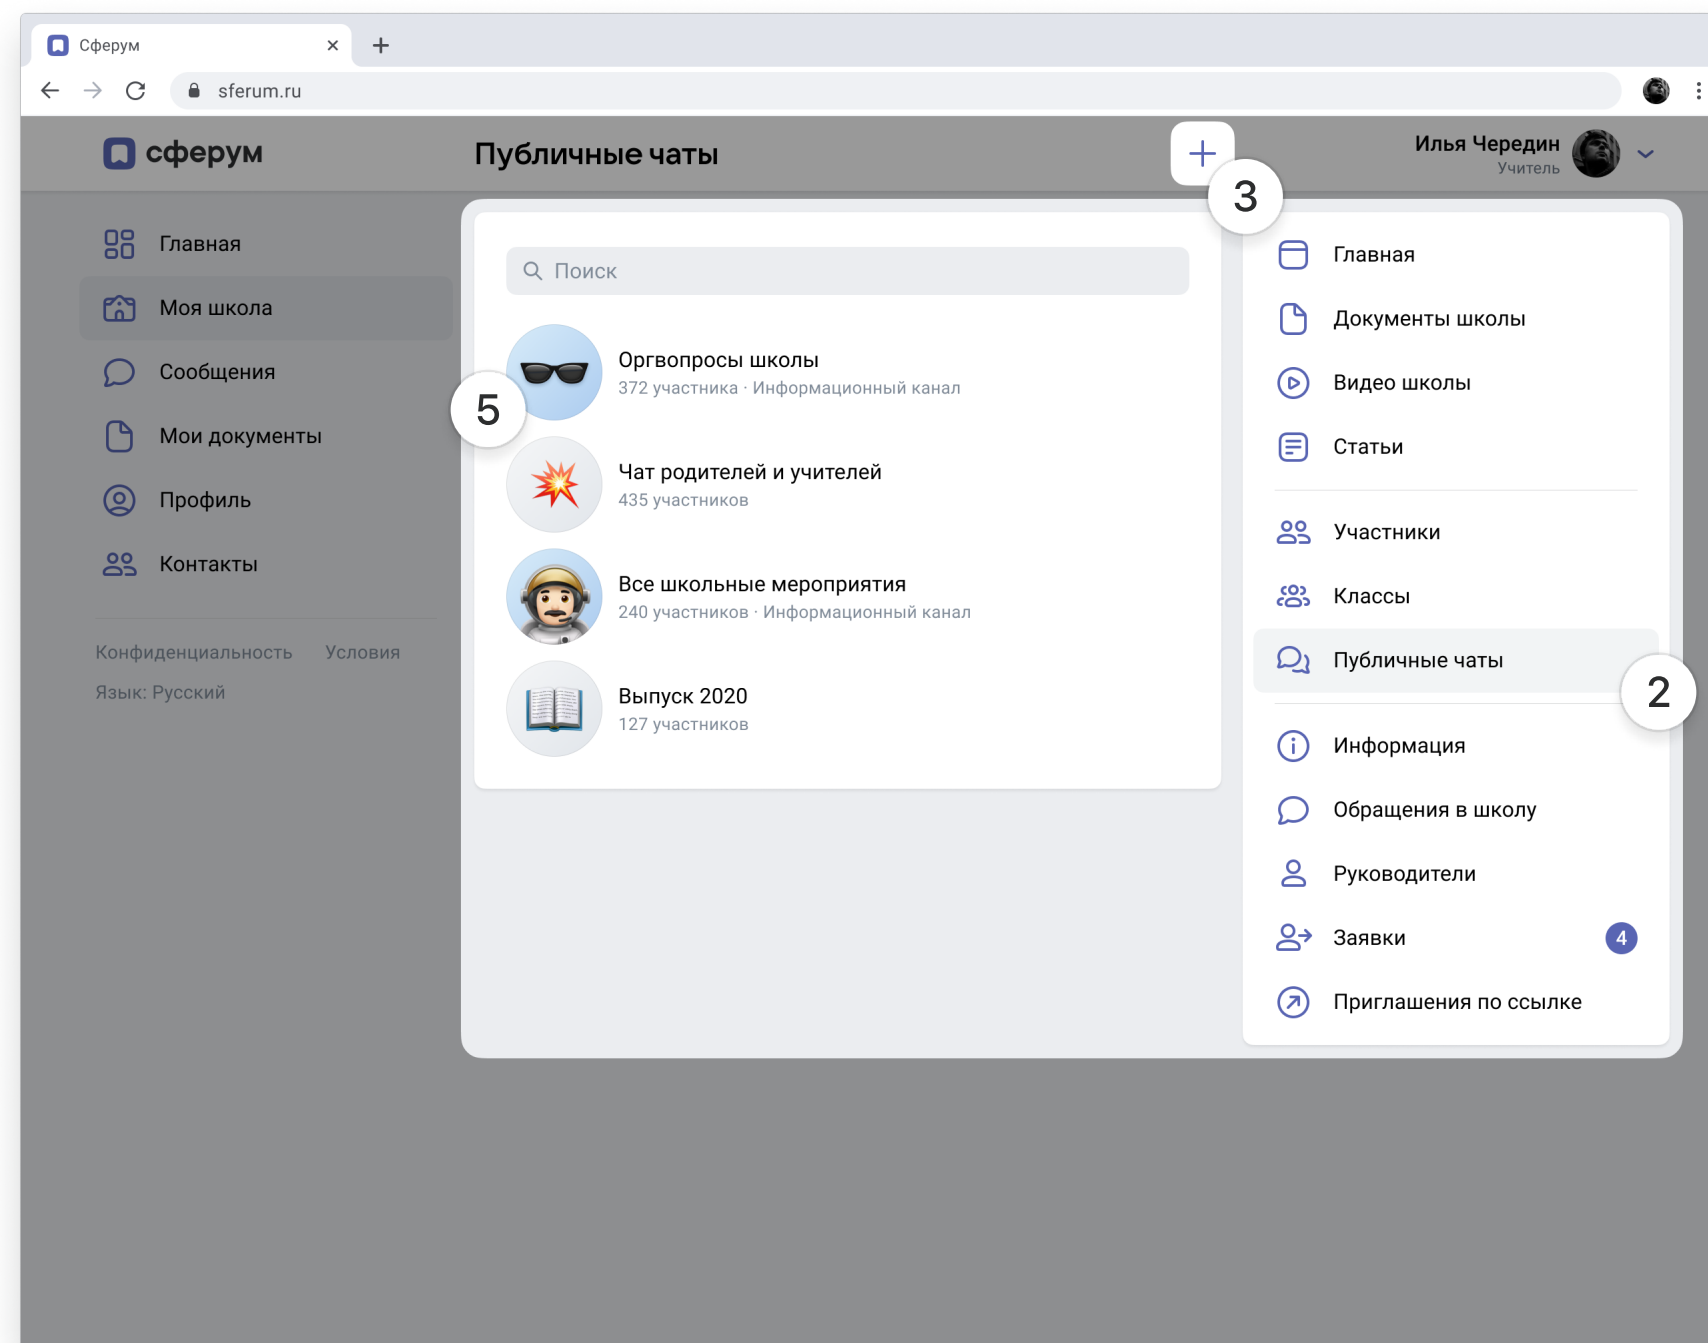 Сферум
sferum.ru
сферум
Публичные чаты
Илья Чередин
Учитель
3
Главная
Моя школа
Сообщения
Мои документы
Профиль
Контакты
Конфиденциальность Условия
Язык: Русский
Поиск
Оргвопросы школы
372 участника · Информационный канал
5
Чат родителей и учителей
435 участников
Все школьные мероприятия
240 участников · Информационный канал
Выпуск 2020
127 участников
Главная
Документы школы
Видео школы
Статьи
Участники
Классы
Публичные чаты
2
Информация
Обращения в школу
Руководители
Заявки 4
Приглашения по ссылке